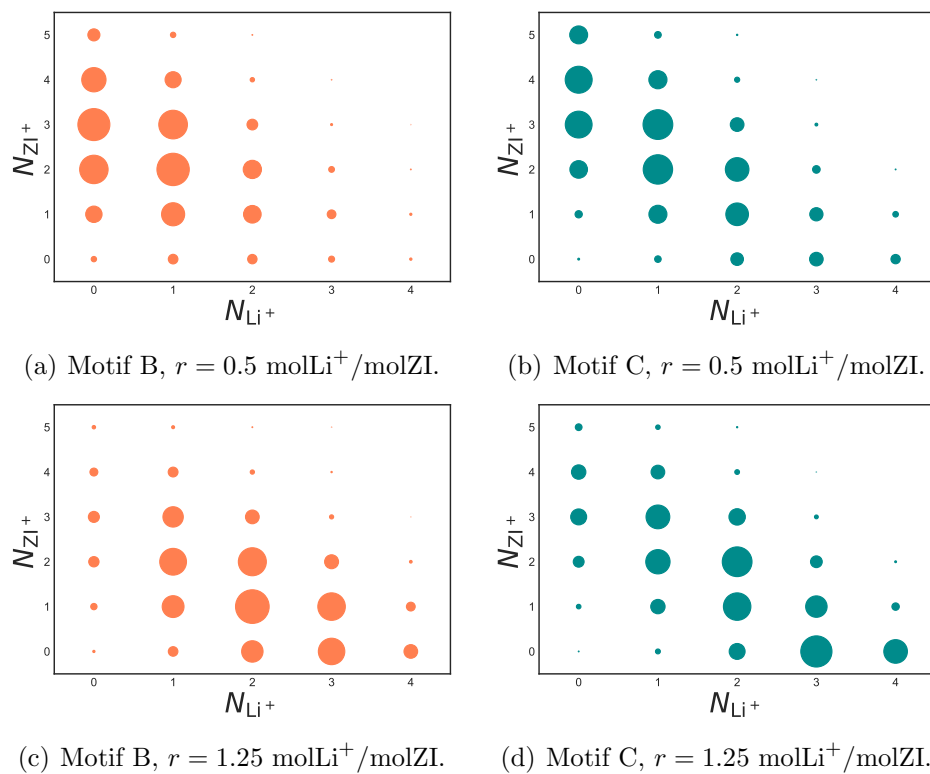 5
4
3
2
1
0
N_ZI+
0 1 2 3 4
N_Li+
(a) Motif B, r = 0.5 molLi⁺/molZI.
5
4
3
2
1
0
N_ZI+
0 1 2 3 4
N_Li+
(b) Motif C, r = 0.5 molLi⁺/molZI.
5
4
3
2
1
0
N_ZI+
0 1 2 3 4
N_Li+
(c) Motif B, r = 1.25 molLi⁺/molZI.
5
4
3
2
1
0
N_ZI+
0 1 2 3 4
N_Li+
(d) Motif C, r = 1.25 molLi⁺/molZI.